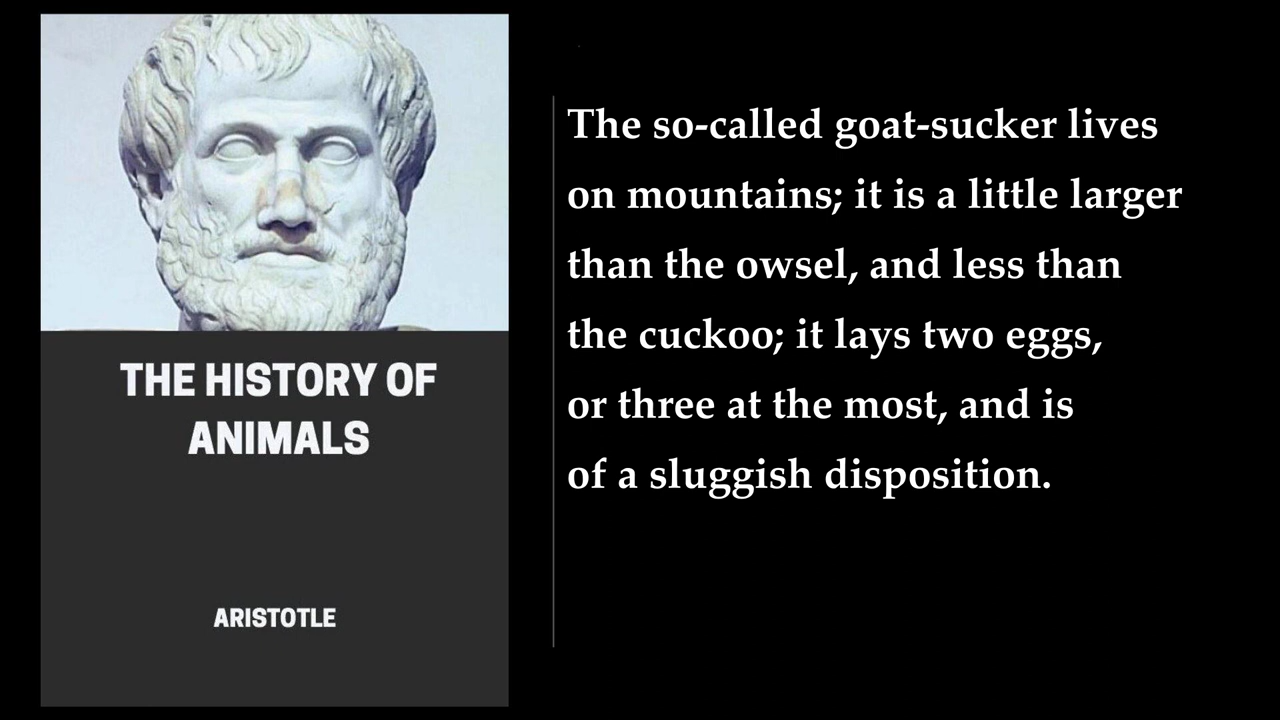 THE HISTORY OF
ANIMALS
ARISTOTLE
The so-called goat-sucker lives
on mountains; it is a little larger
than the owsel, and less than
the cuckoo; it lays two eggs,
or three at the most, and is
of a sluggish disposition.